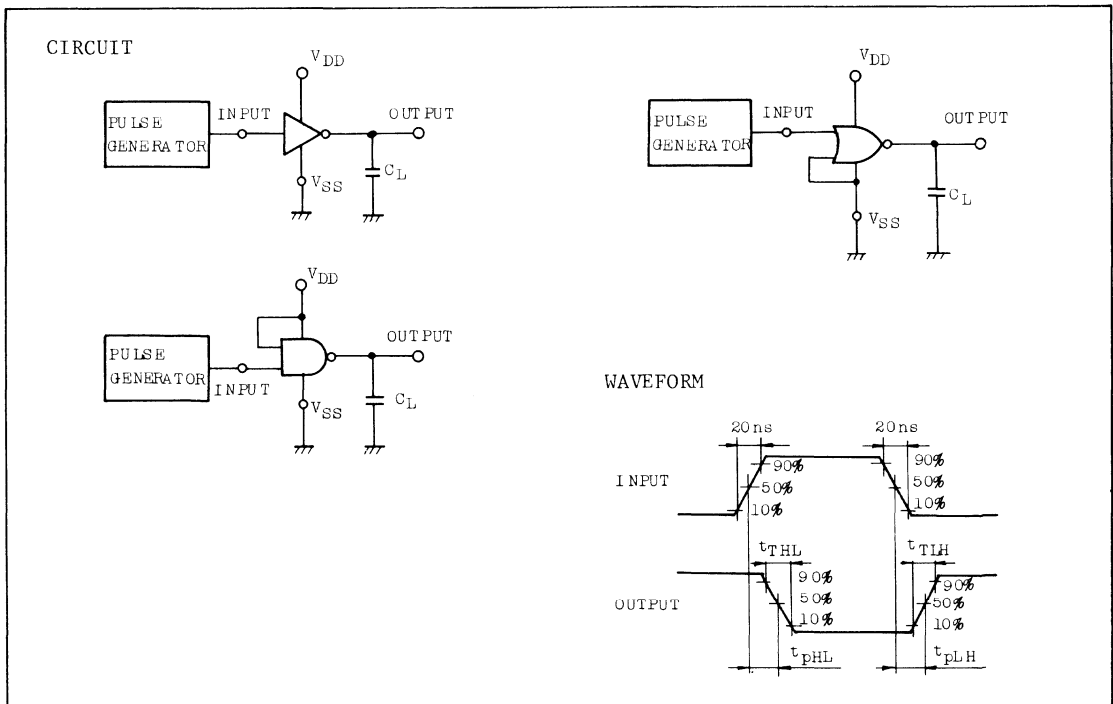 CIRCUIT
VDD
PULSE
GENERATOR
INPUT
OUTPUT
CL
VSS
VDD
PULSE
GENERATOR
INPUT
OUTPUT
CL
VSS
VDD
PULSE
GENERATOR
INPUT
OUTPUT
CL
VSS
WAVEFORM
20ns
20ns
INPUT
90%
50%
10%
90%
50%
10%
tTHL
tTLH
OUTPUT
90%
50%
10%
90%
50%
10%
tpHL
tpLH